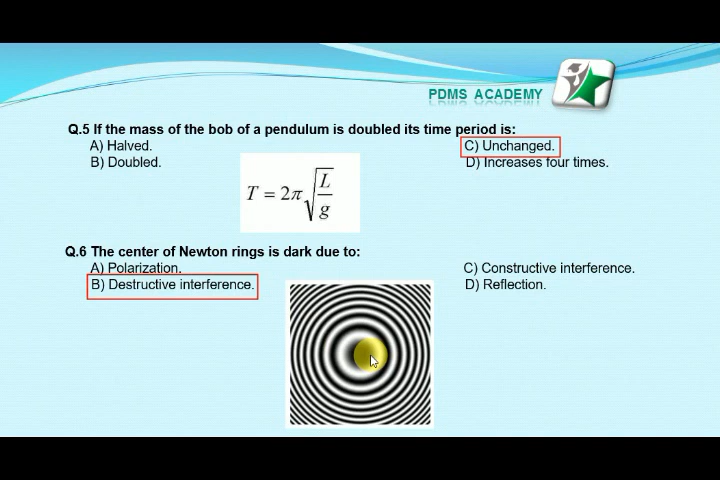 PDMS ACADEMY
Q.5 If the mass of the bob of a pendulum is doubled its time period is:
A) Halved. C) Unchanged.
B) Doubled. D) Increases four times.
T = 2π√(L/g)
Q.6 The center of Newton rings is dark due to:
A) Polarization. C) Constructive interference.
B) Destructive interference. D) Reflection.